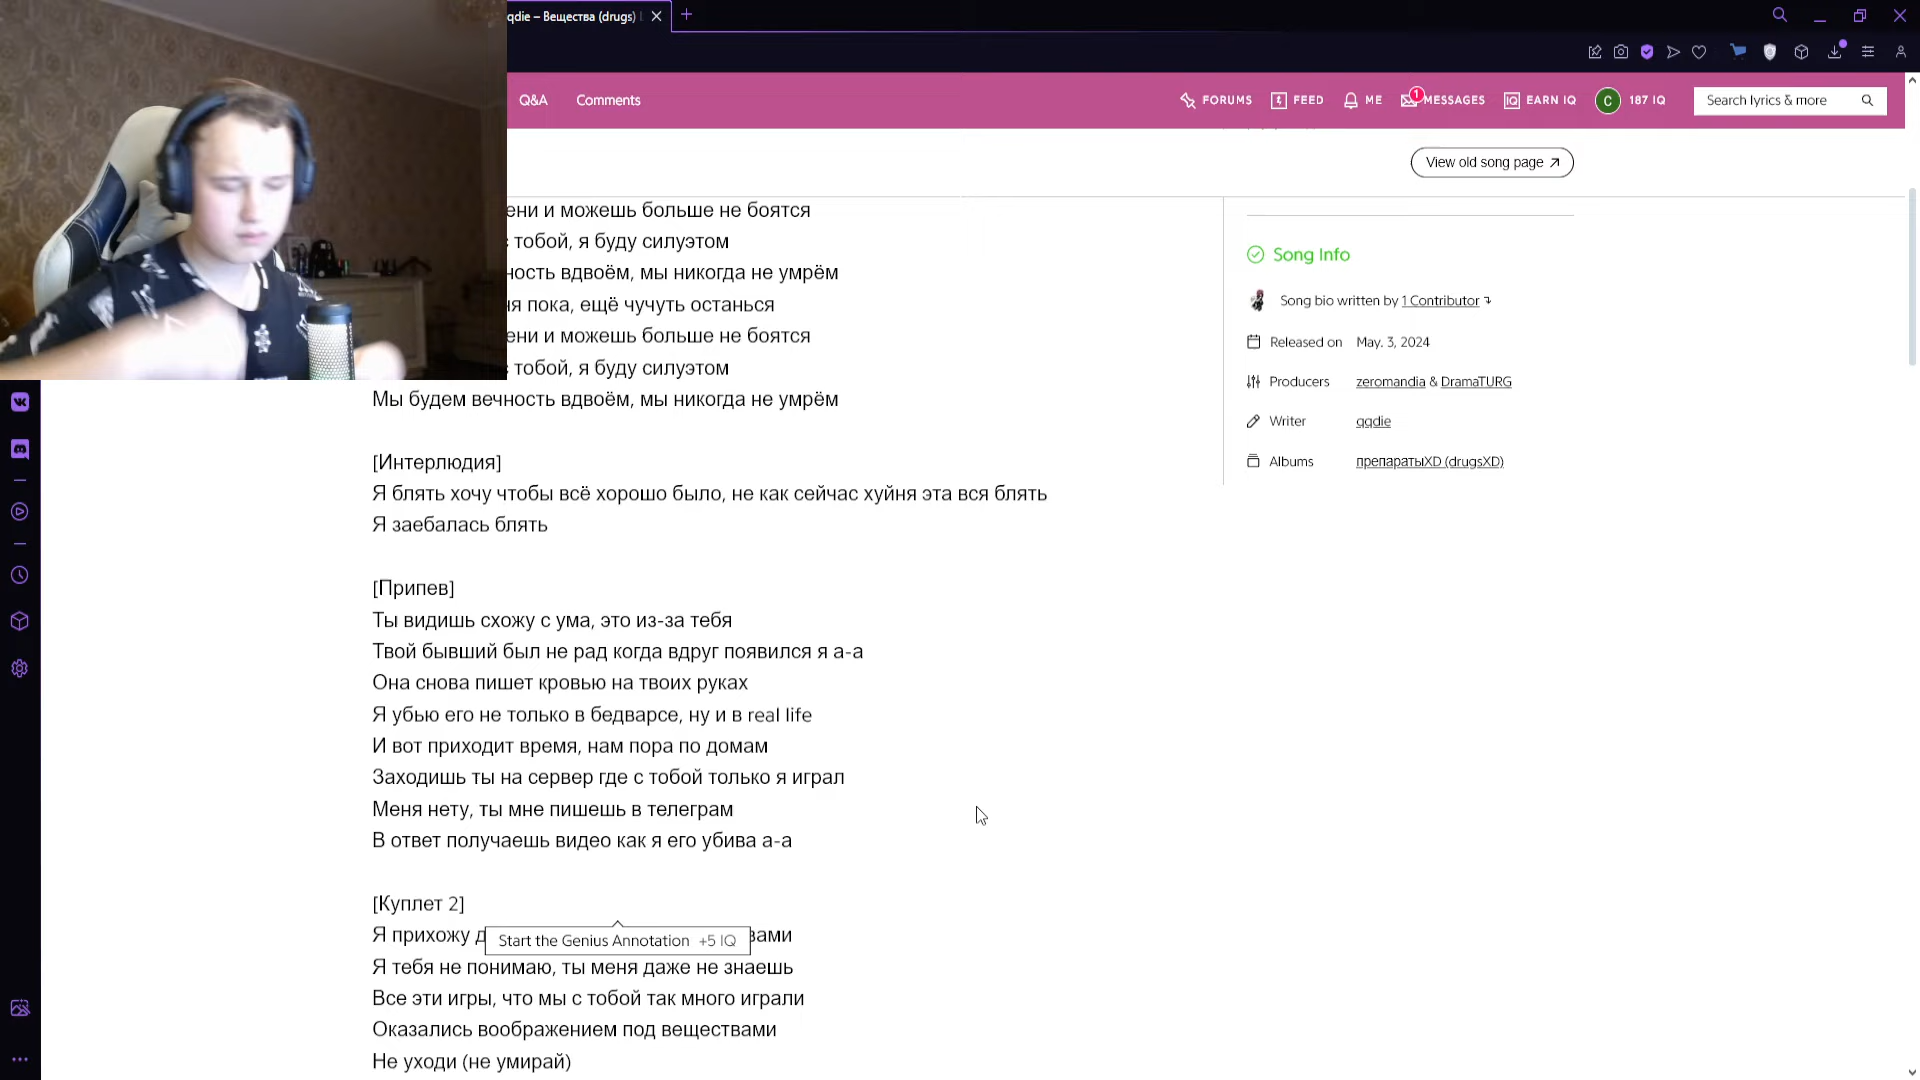 qdie – Вещества (drugs)
Q&A
Comments
FORUMS
FEED
ME
1
MESSAGES
IQ
EARN IQ
C
187 IQ
Search lyrics & more
View old song page
ени и можешь больше не боятся
с тобой, я буду силуэтом
ность вдвоём, мы никогда не умрём
ня пока, ещё чучуть останься
ени и можешь больше не боятся
с тобой, я буду силуэтом
Мы будем вечность вдвоём, мы никогда не умрём
[Интерлюдия]
Я блять хочу чтобы всё хорошо было, не как сейчас хуйня эта вся блять
Я заебалась блять
[Припев]
Ты видишь схожу с ума, это из-за тебя
Твой бывший был не рад когда вдруг появился я а-а
Она снова пишет кровью на твоих руках
Я убью его не только в бедварсе, ну и в real life
И вот приходит время, нам пора по домам
Заходишь ты на сервер где с тобой только я играл
Меня нету, ты мне пишешь в телеграм
В ответ получаешь видео как я его убива а-а
[Куплет 2]
Я прихожу д
вами
Start the Genius Annotation +5 IQ
Я тебя не понимаю, ты меня даже не знаешь
Все эти игры, что мы с тобой так много играли
Оказались воображением под веществами
Не уходи (не умирай)
Song Info
Song bio written by 1 Contributor
Released on May. 3, 2024
Producers zeromandia & DramaTURG
Writer qqdie
Albums препаратыXD (drugsXD)